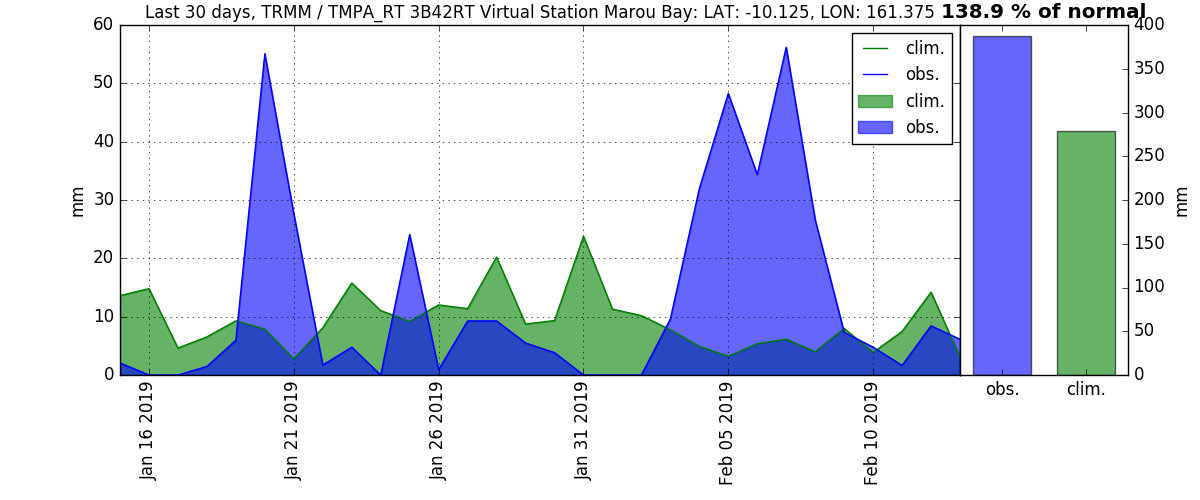 Last 30 days, TRMM / TMPA_RT 3B42RT Virtual Station Marou Bay: LAT: -10.125, LON: 161.375 138.9 % of normal
60
50
40
30
20
10
0
mm
clim.
obs.
clim.
obs.
Jan 16 2019
Jan 21 2019
Jan 26 2019
Jan 31 2019
Feb 05 2019
Feb 10 2019
400
350
300
250
200
150
100
50
0
mm
obs.
clim.